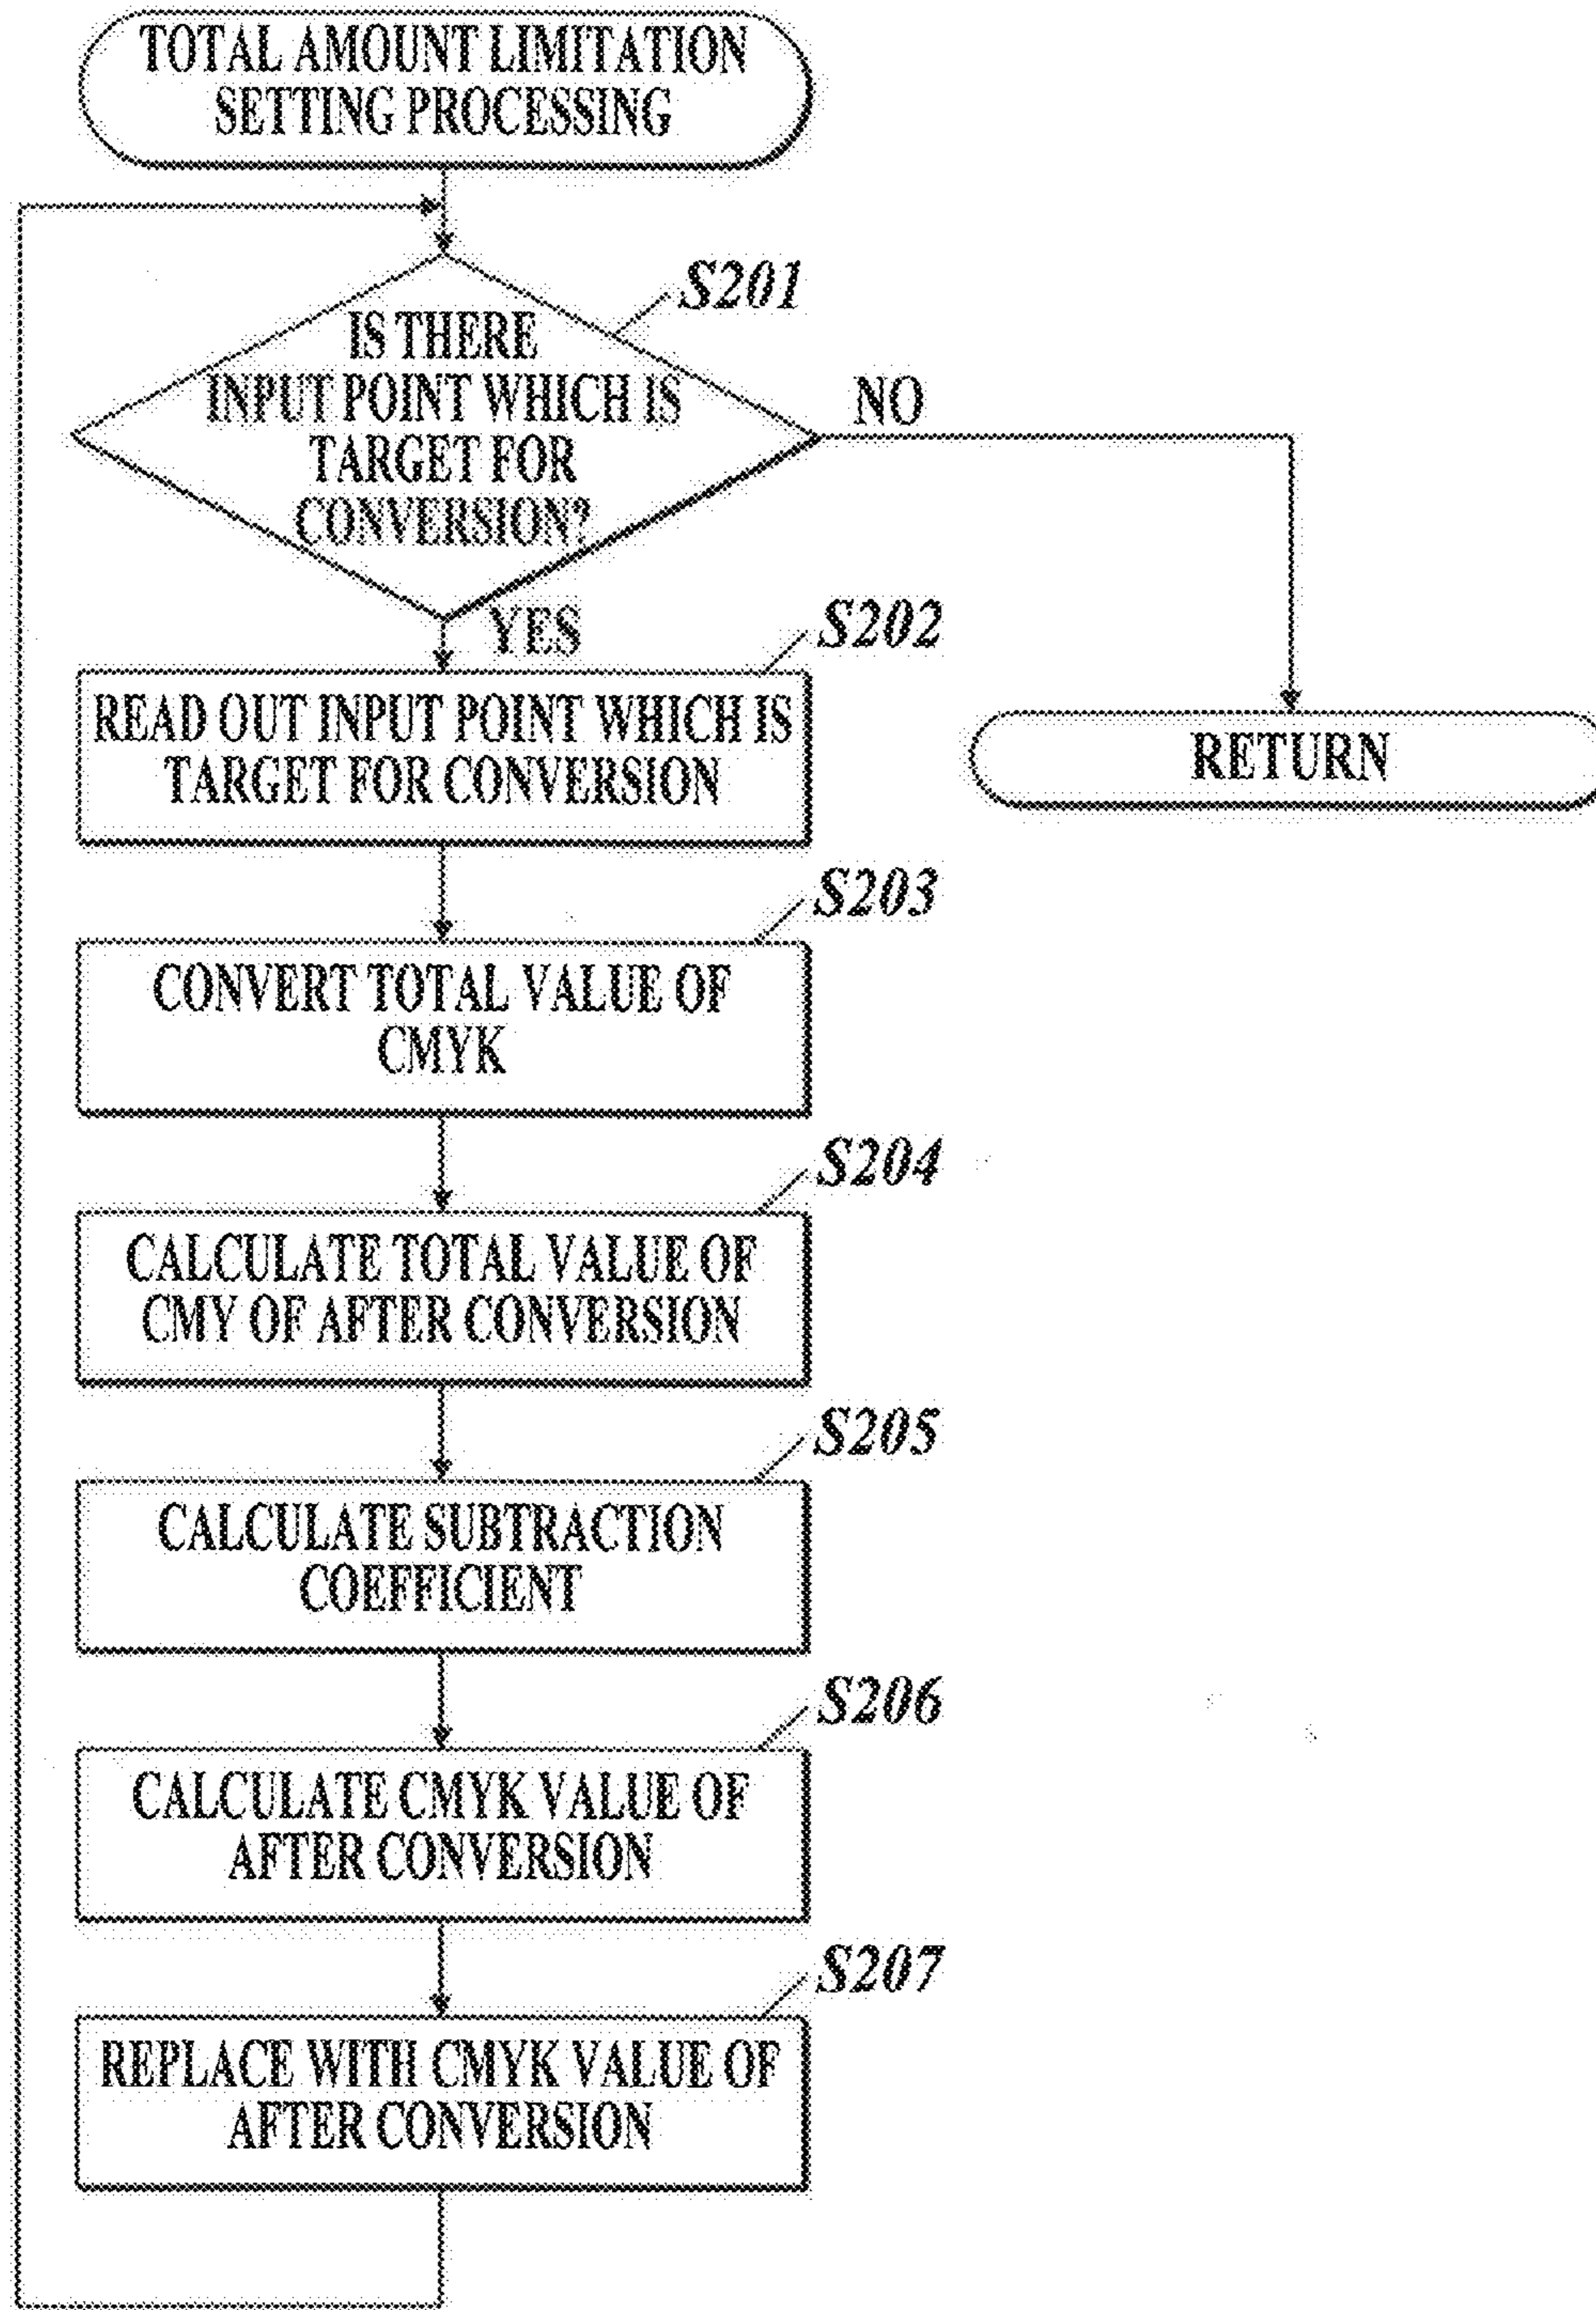 TOTAL AMOUNT LIMITATION
SETTING PROCESSING
S201
IS THERE
INPUT POINT WHICH IS
TARGET FOR
CONVERSION?
NO
YES
S202
READ OUT INPUT POINT WHICH IS
TARGET FOR CONVERSION
RETURN
S203
CONVERT TOTAL VALUE OF
CMYK
S204
CALCULATE TOTAL VALUE OF
CMY OF AFTER CONVERSION
S205
CALCULATE SUBTRACTION
COEFFICIENT
S206
CALCULATE CMYK VALUE OF
AFTER CONVERSION
S207
REPLACE WITH CMYK VALUE OF
AFTER CONVERSION